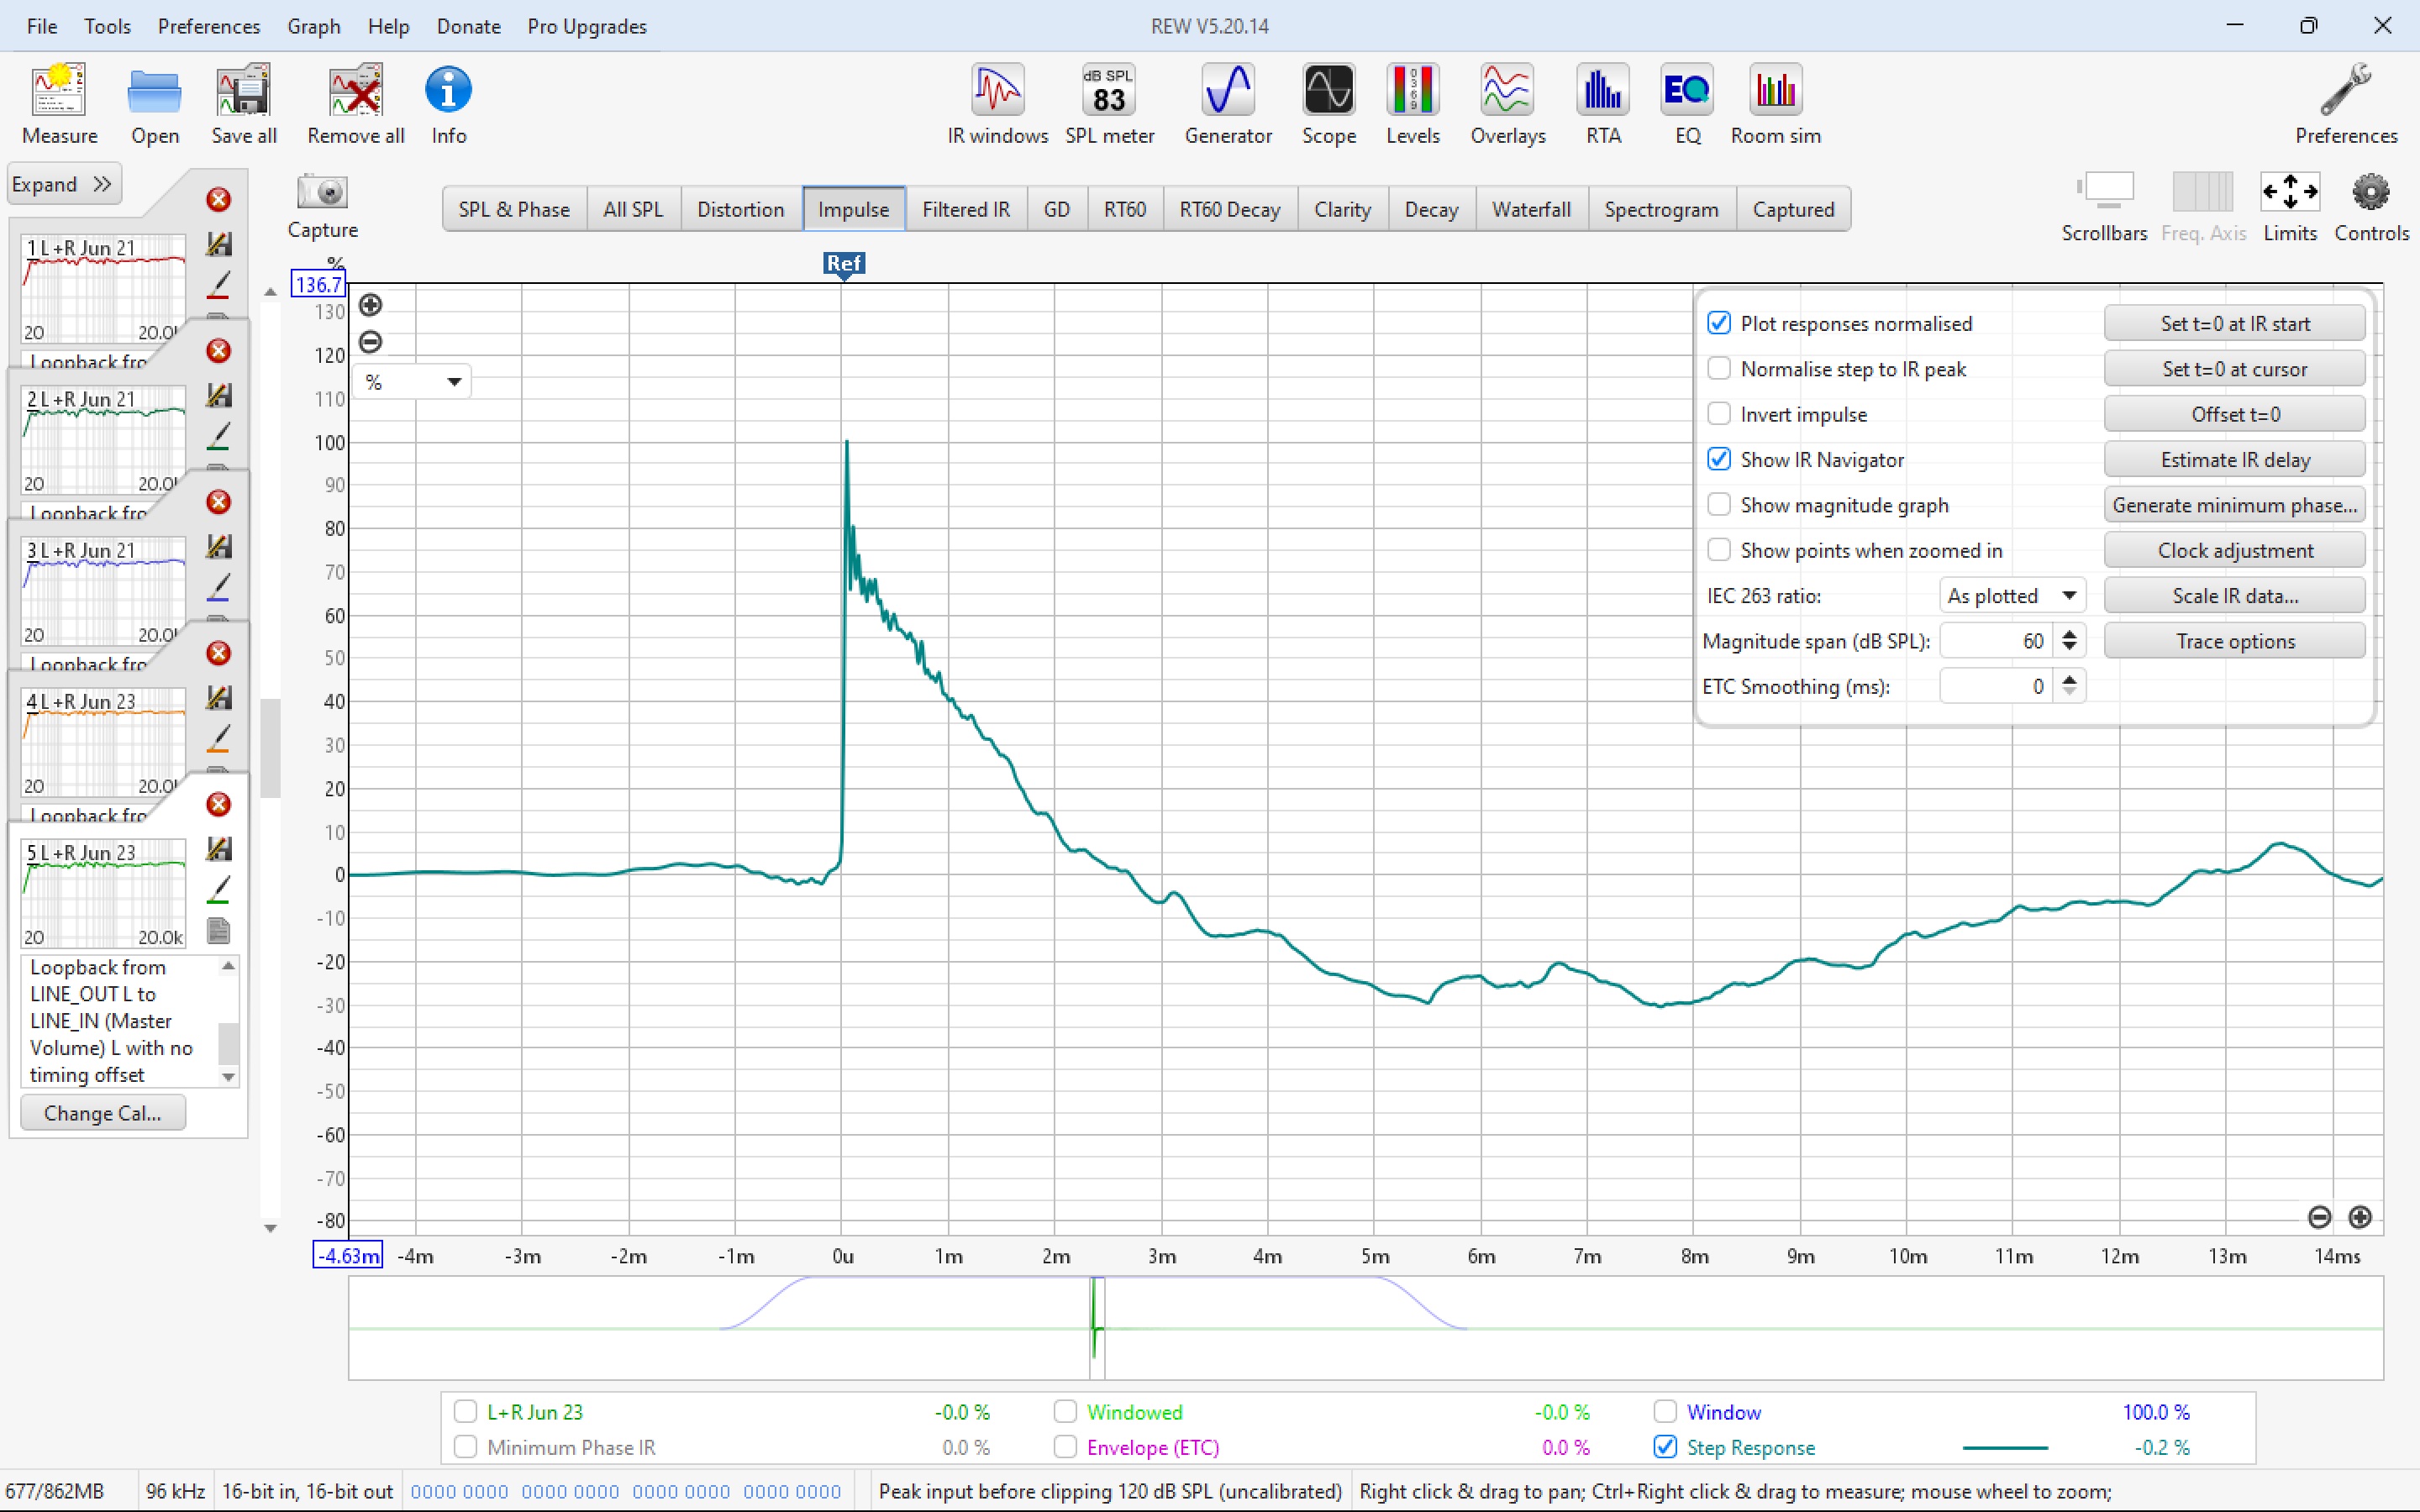 File Tools Preferences Graph Help Donate Pro Upgrades REW V5.20.14
Measure Open Save all Remove all Info IR windows dB SPL 83 SPL meter Generator Scope Levels Overlays RTA EQ EQ Room sim Preferences
Expand
Capture
SPL & Phase All SPL Distortion Impulse Filtered IR GD RT60 RT60 Decay Clarity Decay Waterfall Spectrogram Captured
Scrollbars Freq. Axis Limits Controls
1 L+R Jun 21
20 20.0k
Loopback fro
2 L+R Jun 21
20 20.0k
Loopback fro
3 L+R Jun 21
20 20.0k
Loopback fro
4 L+R Jun 23
20 20.0k
Loopback fro
5 L+R Jun 23
20 20.0k
Loopback from
LINE_OUT L to
LINE_IN (Master
Volume) L with no
timing offset
Change Cal...
%
Ref
136.7
130
120
110
100
90
80
70
60
50
40
30
20
10
0
-10
-20
-30
-40
-50
-60
-70
-80
%
Plot responses normalised Set t=0 at IR start
Normalise step to IR peak Set t=0 at cursor
Invert impulse Offset t=0
Show IR Navigator Estimate IR delay
Show magnitude graph Generate minimum phase...
Show points when zoomed in Clock adjustment
IEC 263 ratio: As plotted Scale IR data...
Magnitude span (dB SPL): 60 Trace options
ETC Smoothing (ms): 0
-4.63m -4m -3m -2m -1m 0u 1m 2m 3m 4m 5m 6m 7m 8m 9m 10m 11m 12m 13m 14ms
L+R Jun 23 -0.0 % Windowed -0.0 % Window 100.0 %
Minimum Phase IR 0.0 % Envelope (ETC) 0.0 % Step Response -0.2 %
677/862MB 96 kHz 16-bit in, 16-bit out 0000 0000 0000 0000 0000 0000 0000 0000 Peak input before clipping 120 dB SPL (uncalibrated) Right click & drag to pan; Ctrl+Right click & drag to measure; mouse wheel to zoom;